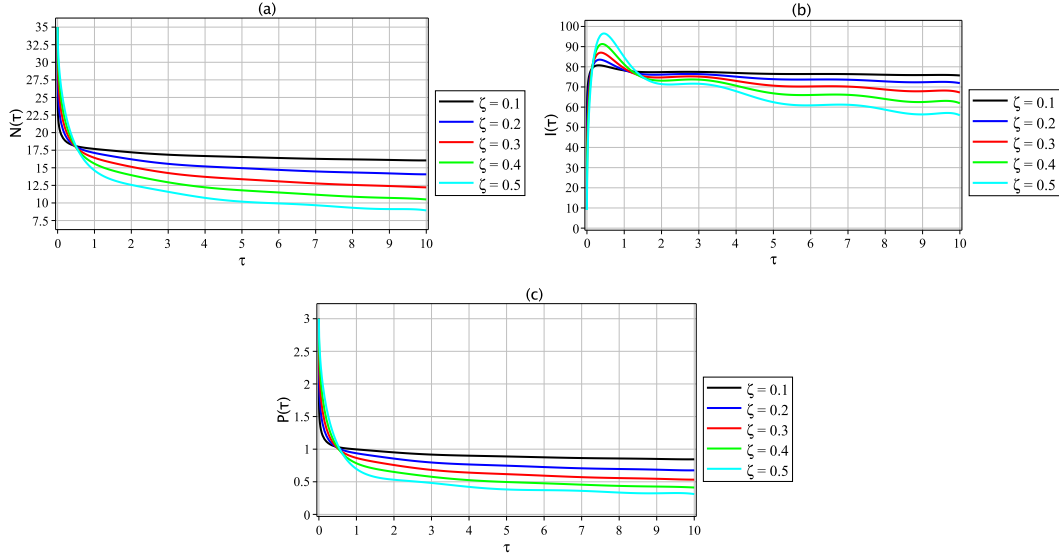 (a)
N(τ)
35
32.5
30
27.5
25
22.5
20
17.5
15
12.5
10
7.5
0 1 2 3 4 5 6 7 8 9 10
τ
ζ = 0.1
ζ = 0.2
ζ = 0.3
ζ = 0.4
ζ = 0.5
(b)
I(τ)
100
90
80
70
60
50
40
30
20
10
0
0 1 2 3 4 5 6 7 8 9 10
τ
ζ = 0.1
ζ = 0.2
ζ = 0.3
ζ = 0.4
ζ = 0.5
(c)
P(τ)
3
2.5
2
1.5
1
0.5
0
0 1 2 3 4 5 6 7 8 9 10
τ
ζ = 0.1
ζ = 0.2
ζ = 0.3
ζ = 0.4
ζ = 0.5